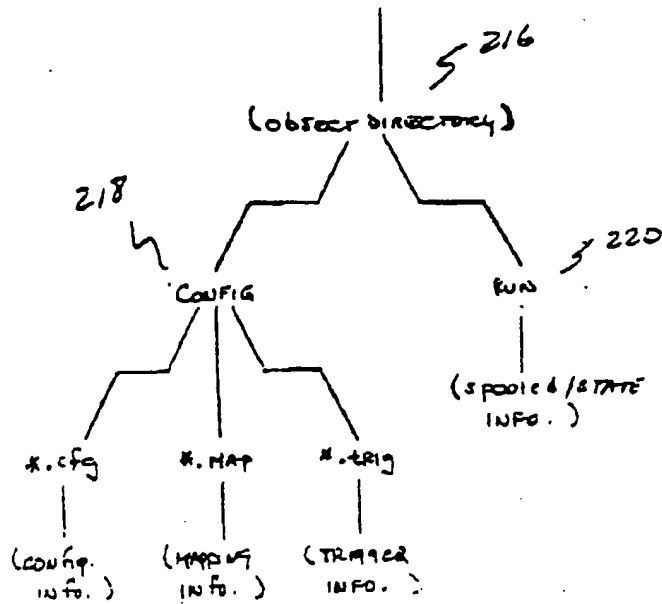 216
(OBJECT DIRECTORY)
218
220
CONFIG
RUN
(SPOOLED/STATE
INFO.)
*.cfg
*.MAP
*.tRIg
(CONFIG.
INFO.)
(MAPPING
INFO.)
(TRIGGER
INFO.)